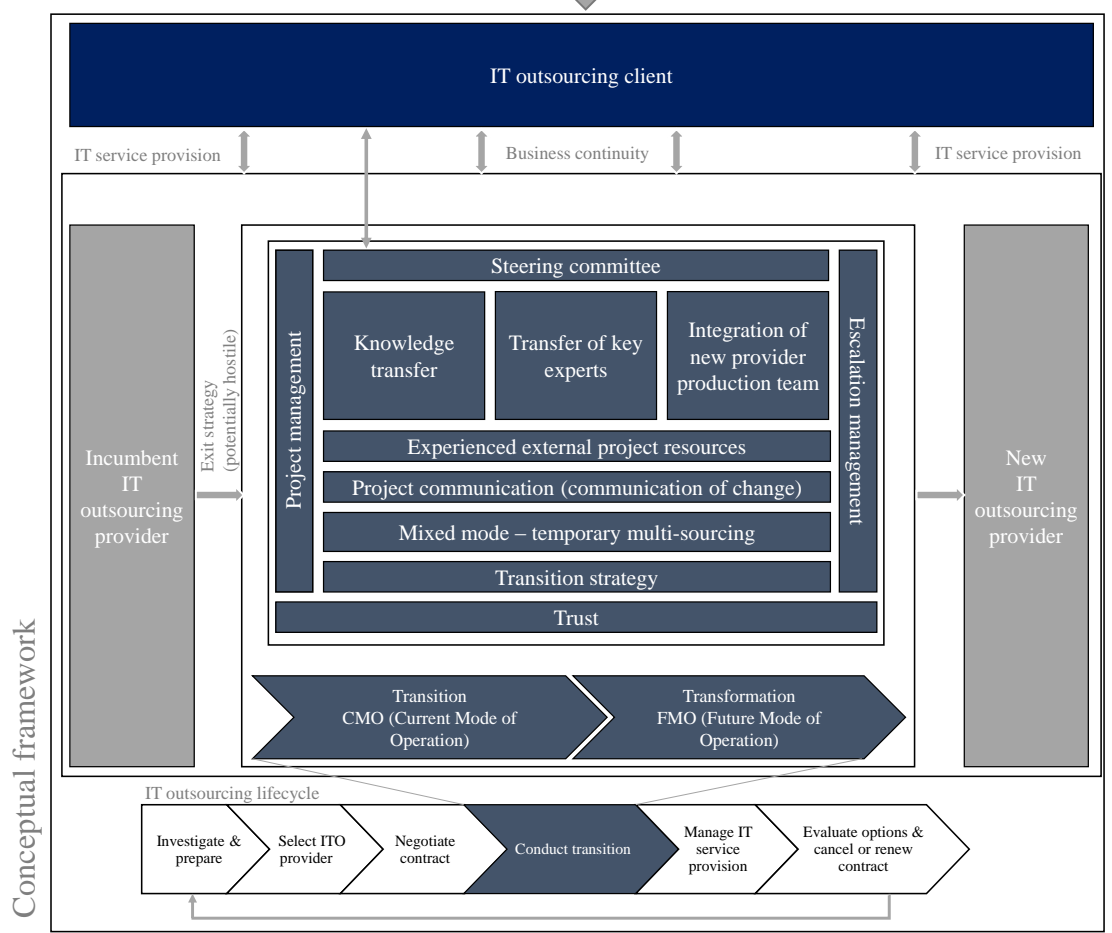 IT outsourcing client
IT service provision
Business continuity
IT service provision
Incumbent
IT
outsourcing
provider
Exit strategy
(potentially hostile)
Project management
Steering committee
Knowledge
transfer
Transfer of key
experts
Integration of
new provider
production team
Experienced external project resources
Project communication (communication of change)
Mixed mode – temporary multi-sourcing
Transition strategy
Escalation management
Trust
New
IT
outsourcing
provider
Transition
CMO (Current Mode of
Operation)
Transformation
FMO (Future Mode of
Operation)
Conceptual framework
IT outsourcing lifecycle
Investigate &
prepare
Select ITO
provider
Negotiate
contract
Conduct transition
Manage IT
service
provision
Evaluate options &
cancel or renew
contract